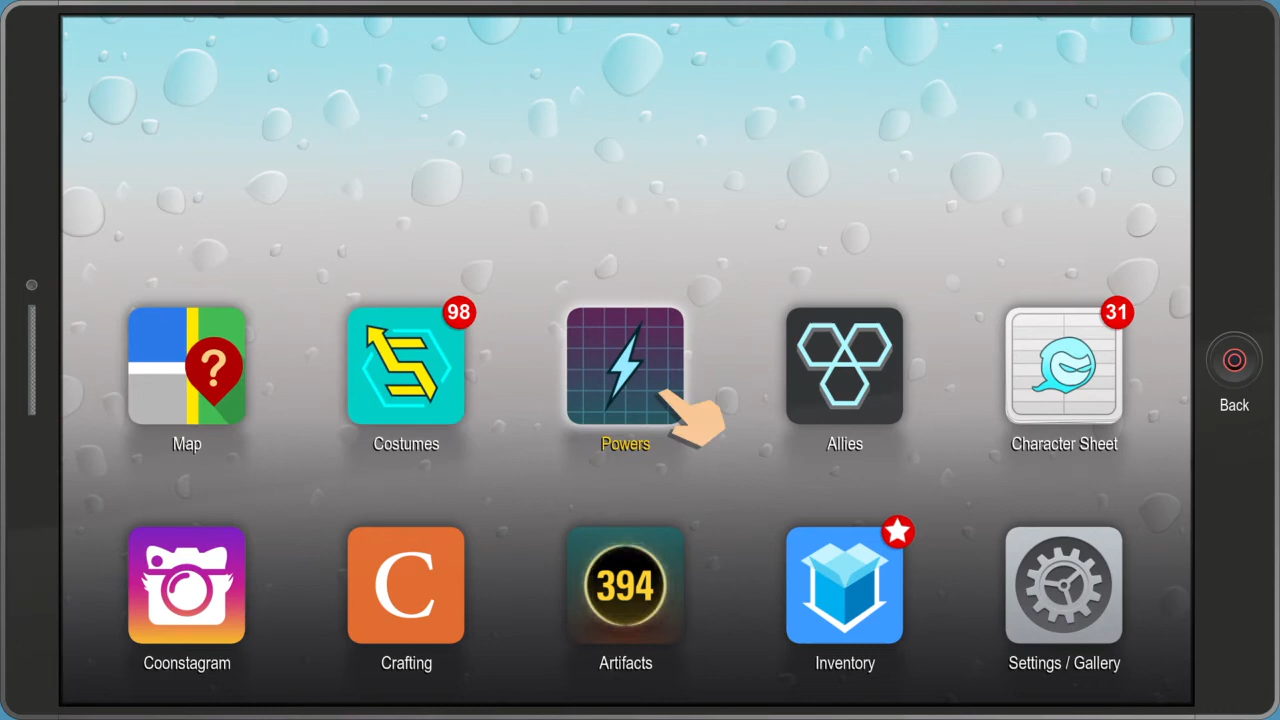 98
31
?
Map
Costumes
Powers
Allies
Character Sheet
Back
C
394
Coonstagram
Crafting
Artifacts
Inventory
Settings / Gallery